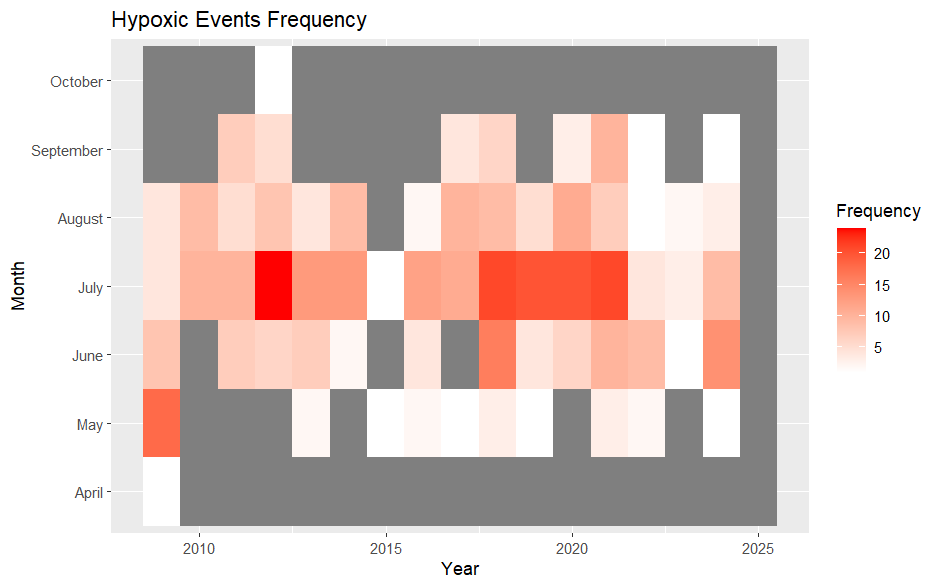 Hypoxic Events Frequency
October
September
August
July
June
May
April
Month
2010 2015 2020 2025
Year
Frequency
20
15
10
5